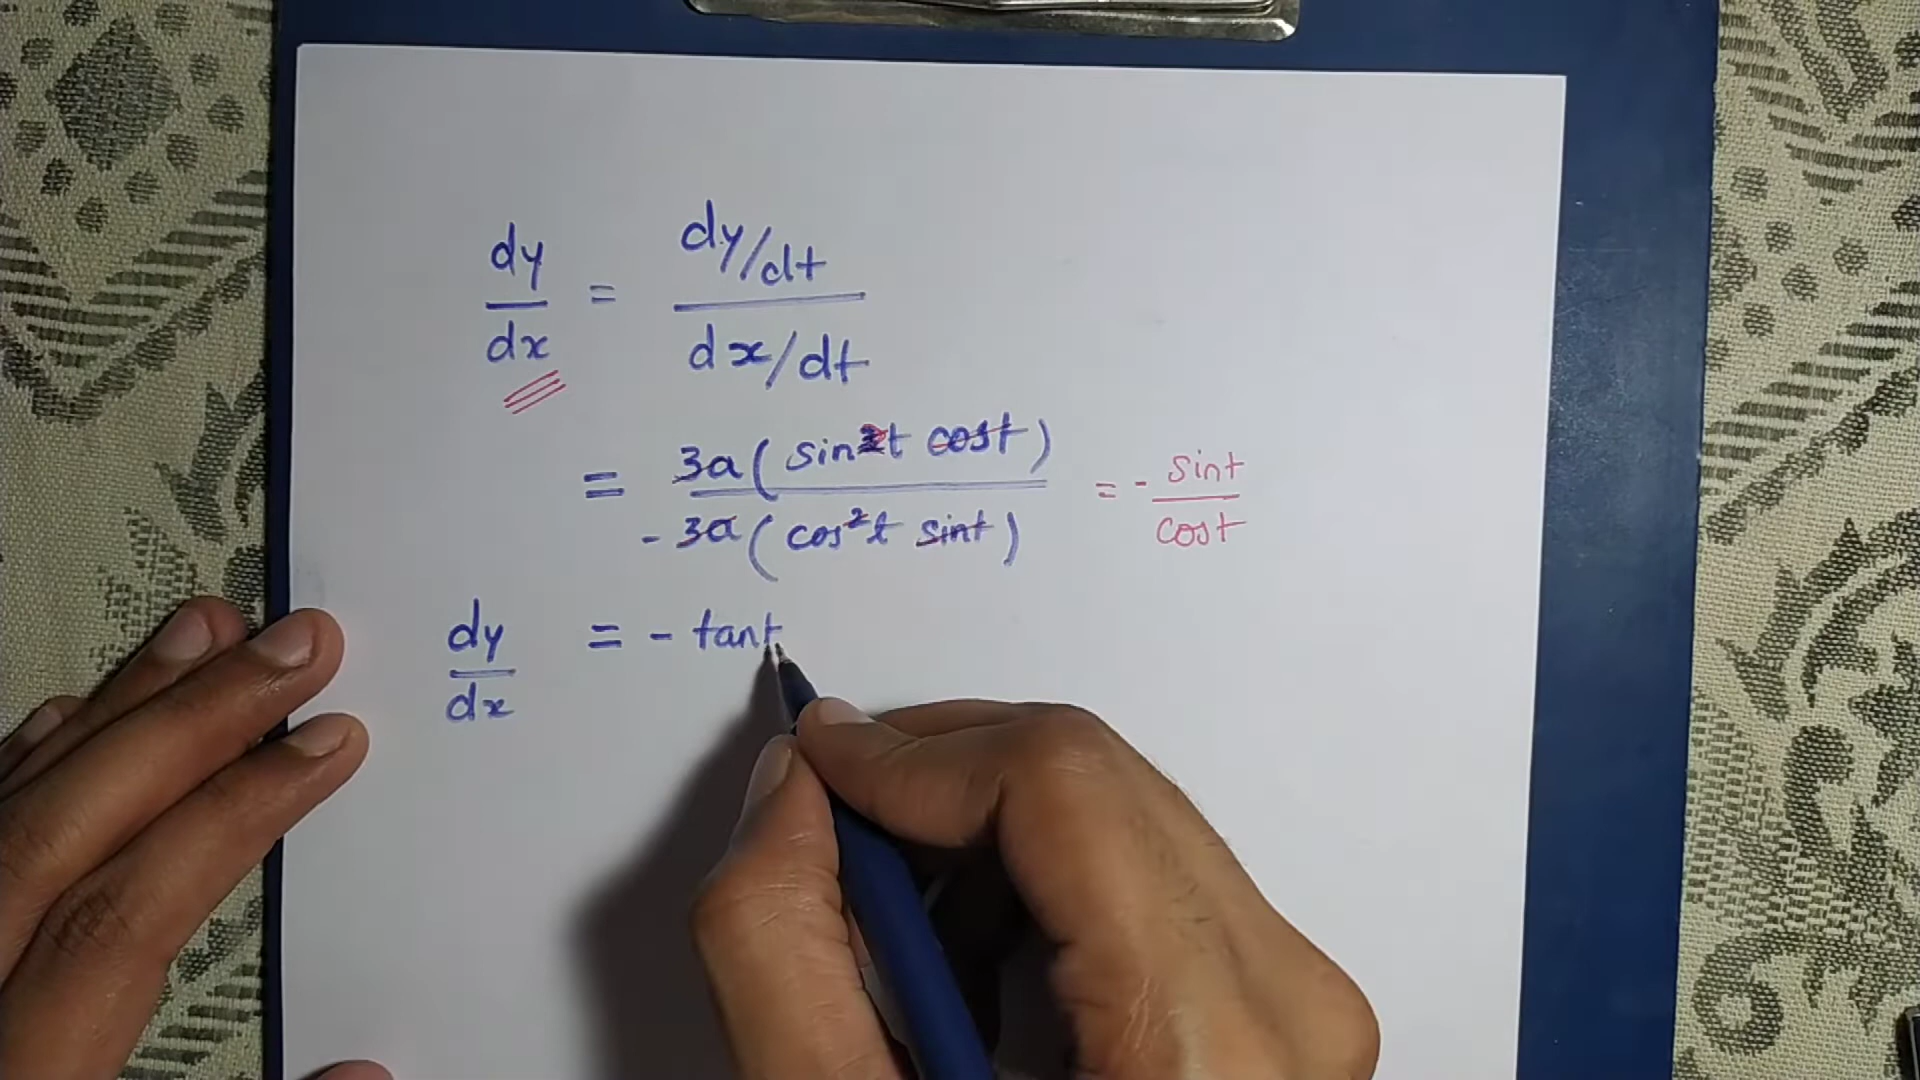 dy/dx = (dy/dt)/(dx/dt)
= 3a(sin²t cost)/-3a(cos²t sint) = - sint/cost
dy/dx = - tant